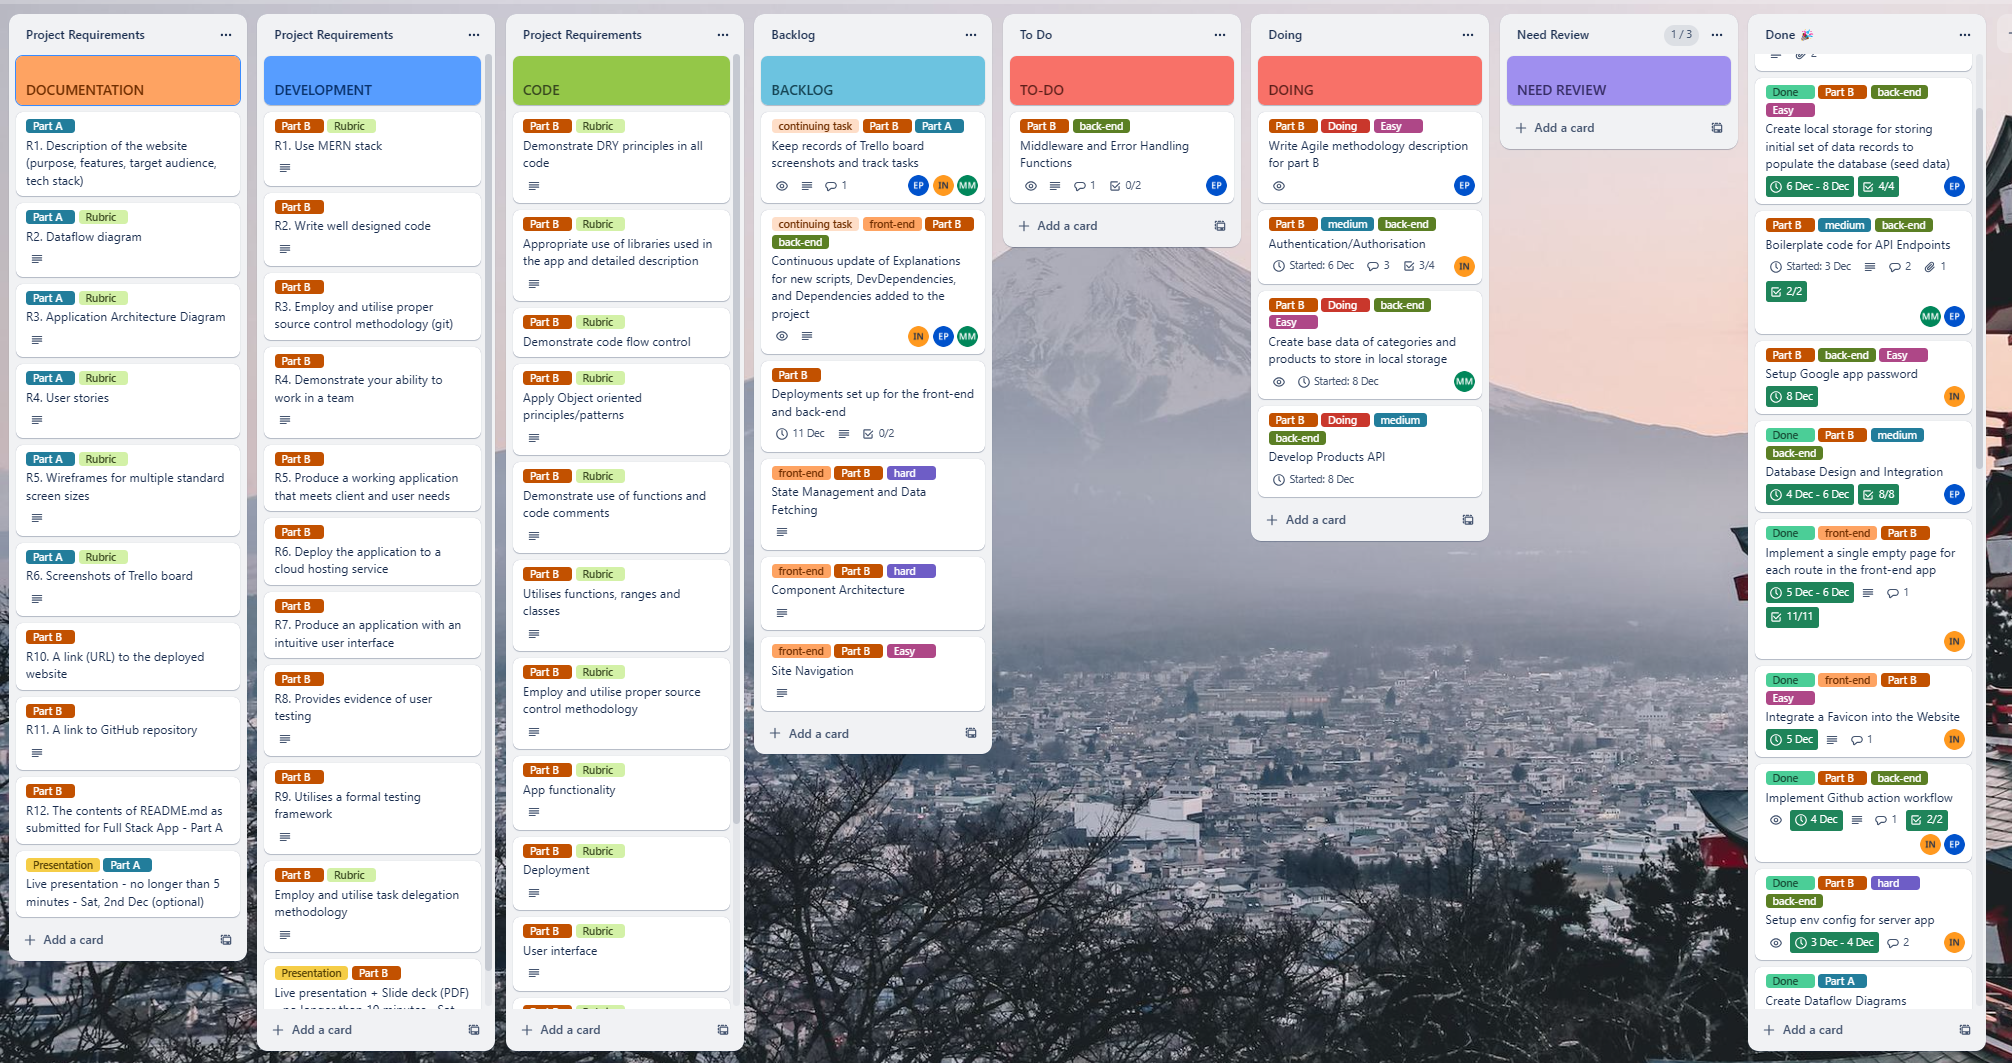 Project Requirements
DOCUMENTATION
Part A
R1. Description of the website
(purpose, features, target audience,
tech stack)
Part A Rubric
R2. Dataflow diagram
Part A Rubric
R3. Application Architecture Diagram
Part A Rubric
R4. User stories
Part A Rubric
R5. Wireframes for multiple standard
screen sizes
Part A Rubric
R6. Screenshots of Trello board
Part B
R10. A link (URL) to the deployed
website
Part B
R11. A link to GitHub repository
Part B
R12. The contents of README.md as
submitted for Full Stack App - Part A
Presentation Part A
Live presentation - no longer than 5
minutes - Sat, 2nd Dec (optional)
Add a card
Project Requirements
DEVELOPMENT
Part B Rubric
R1. Use MERN stack
Part B
R2. Write well designed code
Part B
R3. Employ and utilise proper
source control methodology (git)
Part B
R4. Demonstrate your ability to
work in a team
Part B
R5. Produce a working application
that meets client and user needs
Part B
R6. Deploy the application to a
cloud hosting service
Part B
R7. Produce an application with an
intuitive user interface
Part B
R8. Provides evidence of user
testing
Part B
R9. Utilises a formal testing
framework
Part B Rubric
Employ and utilise task delegation
methodology
Presentation Part B
Live presentation + Slide deck (PDF)
Add a card
Project Requirements
CODE
Part B Rubric
Demonstrate DRY principles in all
code
Part B Rubric
Appropriate use of libraries used in
the app and detailed description
Part B Rubric
Demonstrate code flow control
Part B Rubric
Apply Object oriented
principles/patterns
Part B Rubric
Demonstrate use of functions and
code comments
Part B Rubric
Utilises functions, ranges and
classes
Part B Rubric
Employ and utilise proper source
control methodology
Part B Rubric
App functionality
Part B Rubric
Deployment
Part B Rubric
User interface
Add a card
Backlog
BACKLOG
continuing task Part B Part A
Keep records of Trello board
screenshots and track tasks
1 EP IN MM
continuing task front-end Part B
back-end
Continuous update of Explanations
for new scripts, DevDependencies,
and Dependencies added to the
project
IN EP MM
Part B
Deployments set up for the front-end
and back-end
11 Dec 0/2
front-end Part B hard
State Management and Data
Fetching
front-end Part B hard
Component Architecture
front-end Part B Easy
Site Navigation
Add a card
To Do
TO-DO
Part B back-end
Middleware and Error Handling
Functions
1 0/2 EP
Add a card
Doing
DOING
Part B Doing Easy
Write Agile methodology description
for part B
EP
Part B medium back-end
Authentication/Authorisation
Started: 6 Dec 3 3/4 IN
Part B Doing back-end
Easy
Create base data of categories and
products to store in local storage
Started: 8 Dec MM
Part B Doing medium
back-end
Develop Products API
Started: 8 Dec
Add a card
Need Review 1 / 3
NEED REVIEW
Add a card
Done
2
Done Part B back-end
Easy
Create local storage for storing
initial set of data records to
populate the database (seed data)
6 Dec - 8 Dec 4/4 EP
Part B medium back-end
Boilerplate code for API Endpoints
Started: 3 Dec 2 1
2/2
MM EP
Part B back-end Easy
Setup Google app password
8 Dec IN
Done Part B medium
back-end
Database Design and Integration
4 Dec - 6 Dec 8/8 EP
Done front-end Part B
Implement a single empty page for
each route in the front-end app
5 Dec - 6 Dec 1
11/11
IN
Done front-end Part B
Easy
Integrate a Favicon into the Website
5 Dec 1 IN
Done Part B back-end
Implement Github action workflow
4 Dec 1 2/2
IN EP
Done Part B hard
back-end
Setup env config for server app
3 Dec - 4 Dec 2 IN
Done Part A
Create Dataflow Diagrams
Add a card